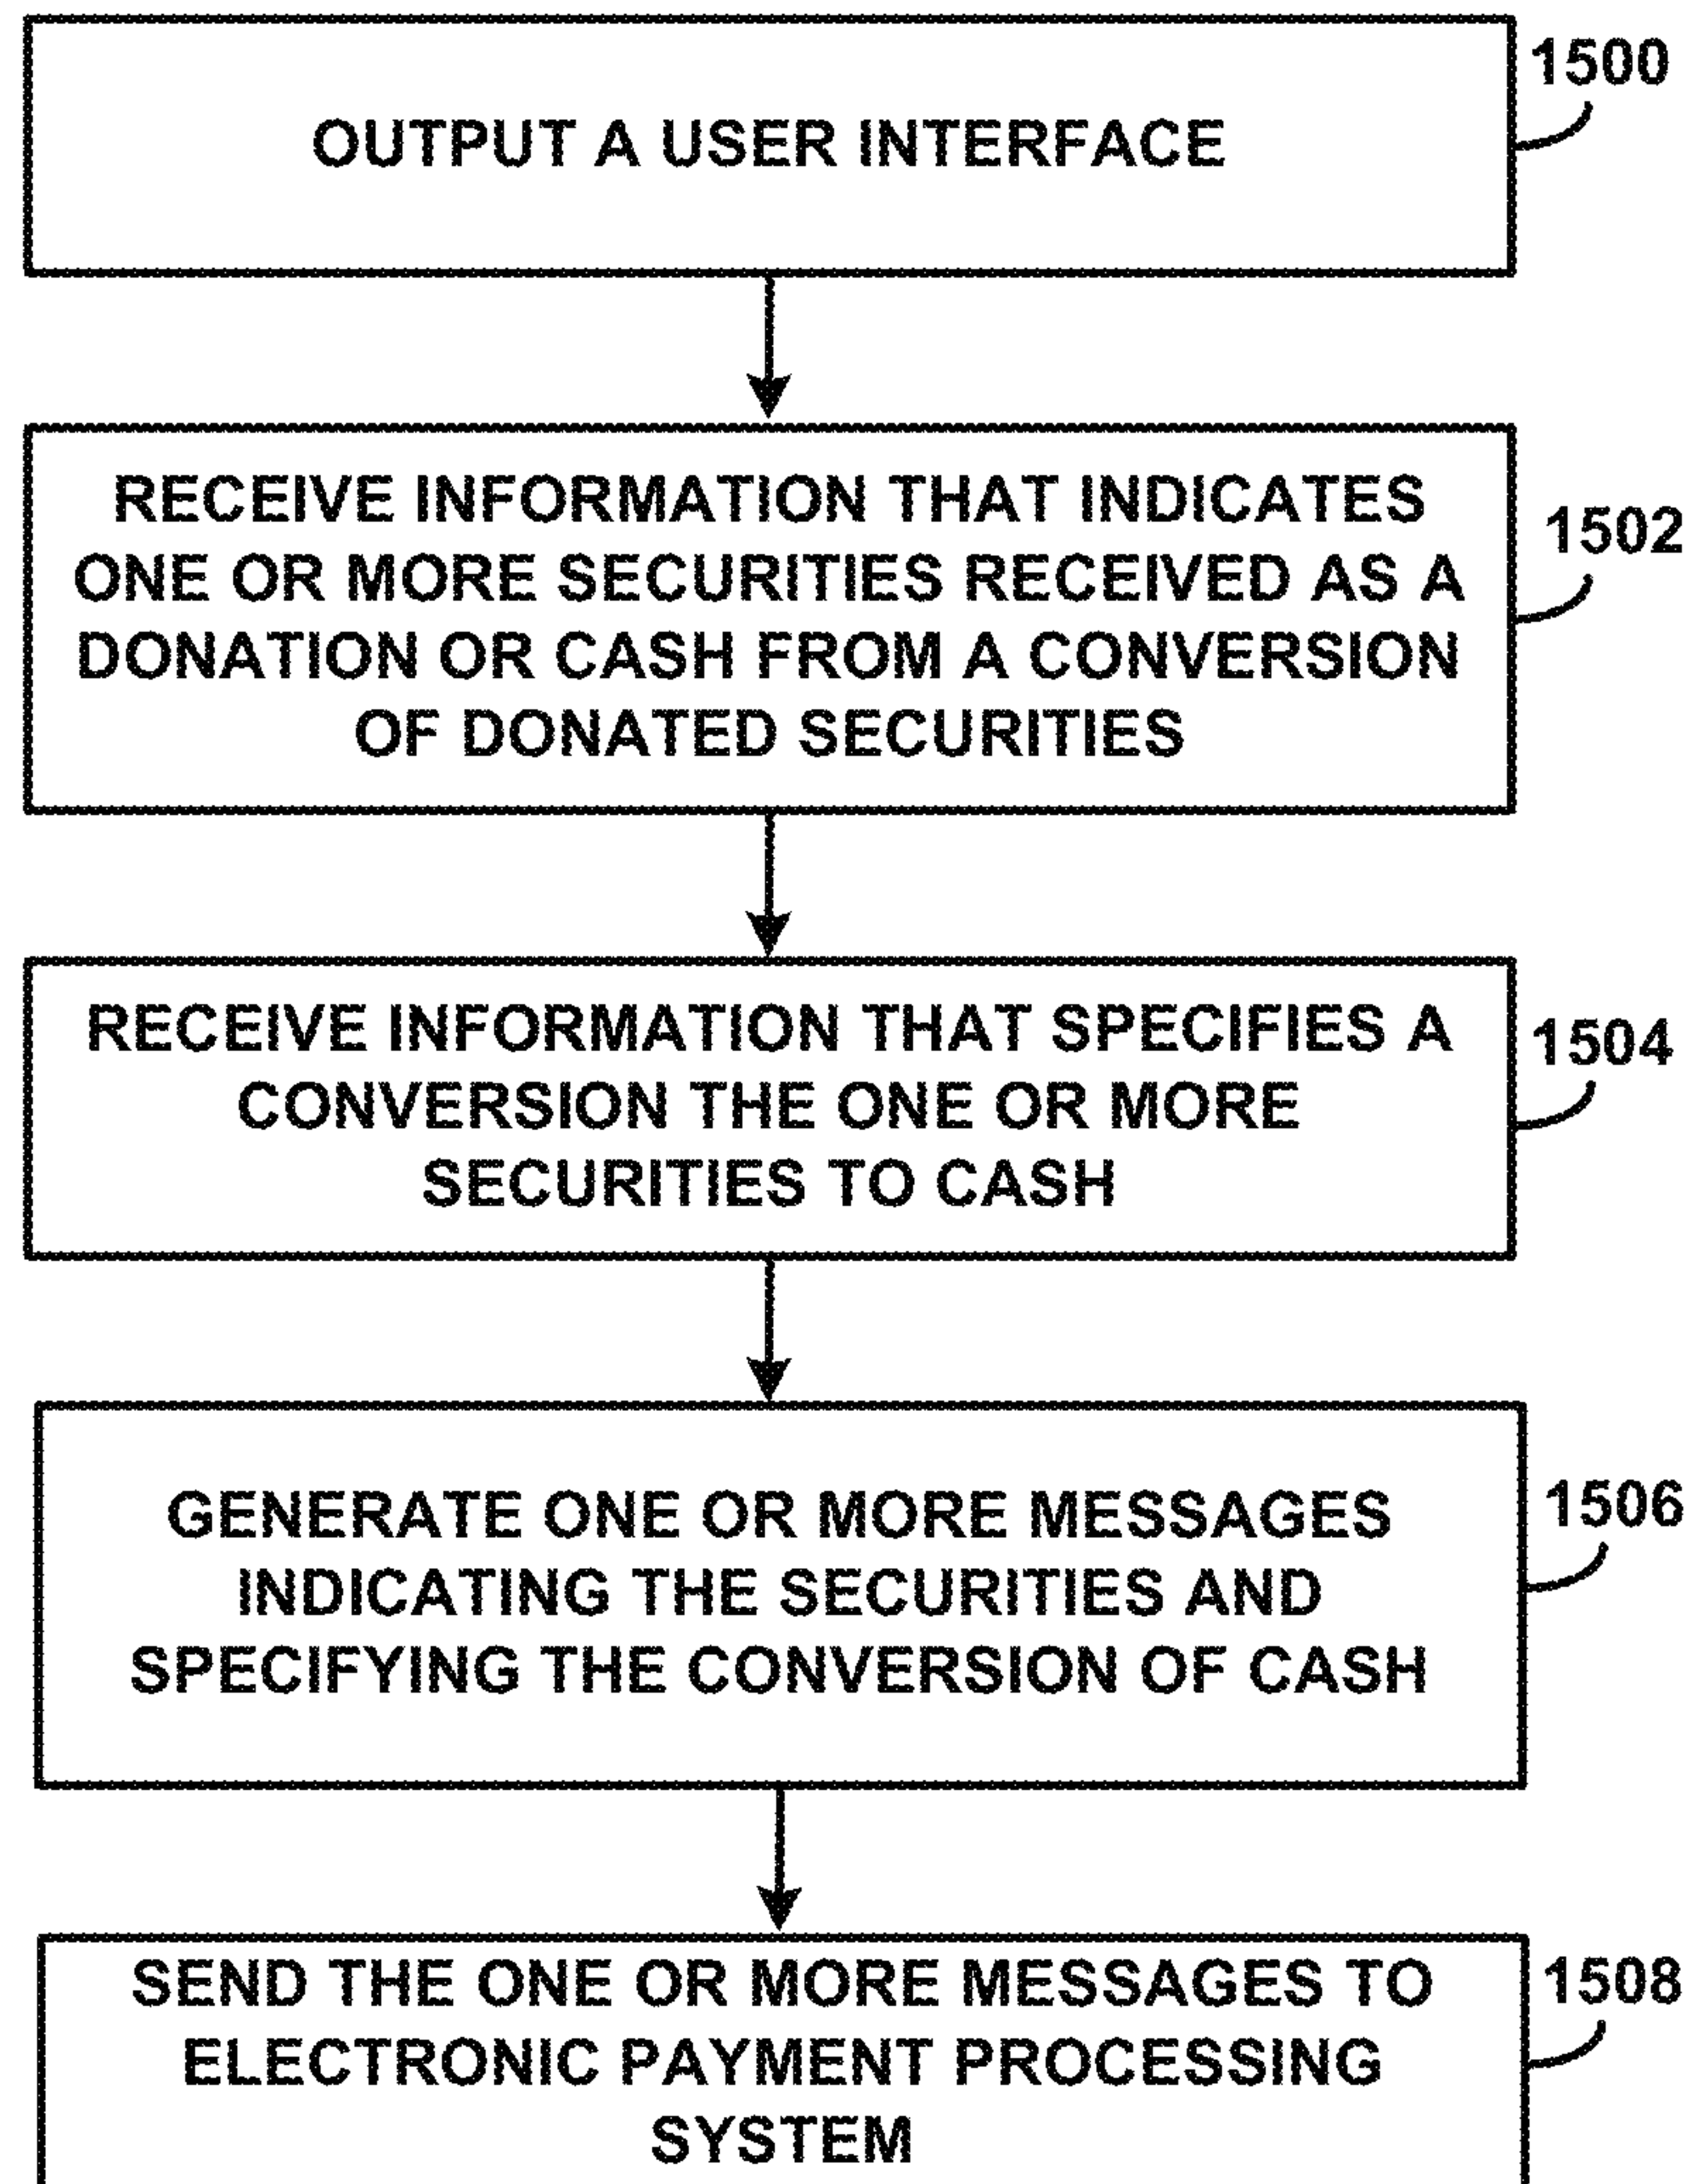 OUTPUT A USER INTERFACE
1500
RECEIVE INFORMATION THAT INDICATES
ONE OR MORE SECURITIES RECEIVED AS A
DONATION OR CASH FROM A CONVERSION
OF DONATED SECURITIES
1502
RECEIVE INFORMATION THAT SPECIFIES A
CONVERSION THE ONE OR MORE
SECURITIES TO CASH
1504
GENERATE ONE OR MORE MESSAGES
INDICATING THE SECURITIES AND
SPECIFYING THE CONVERSION OF CASH
1506
SEND THE ONE OR MORE MESSAGES TO
ELECTRONIC PAYMENT PROCESSING
SYSTEM
1508